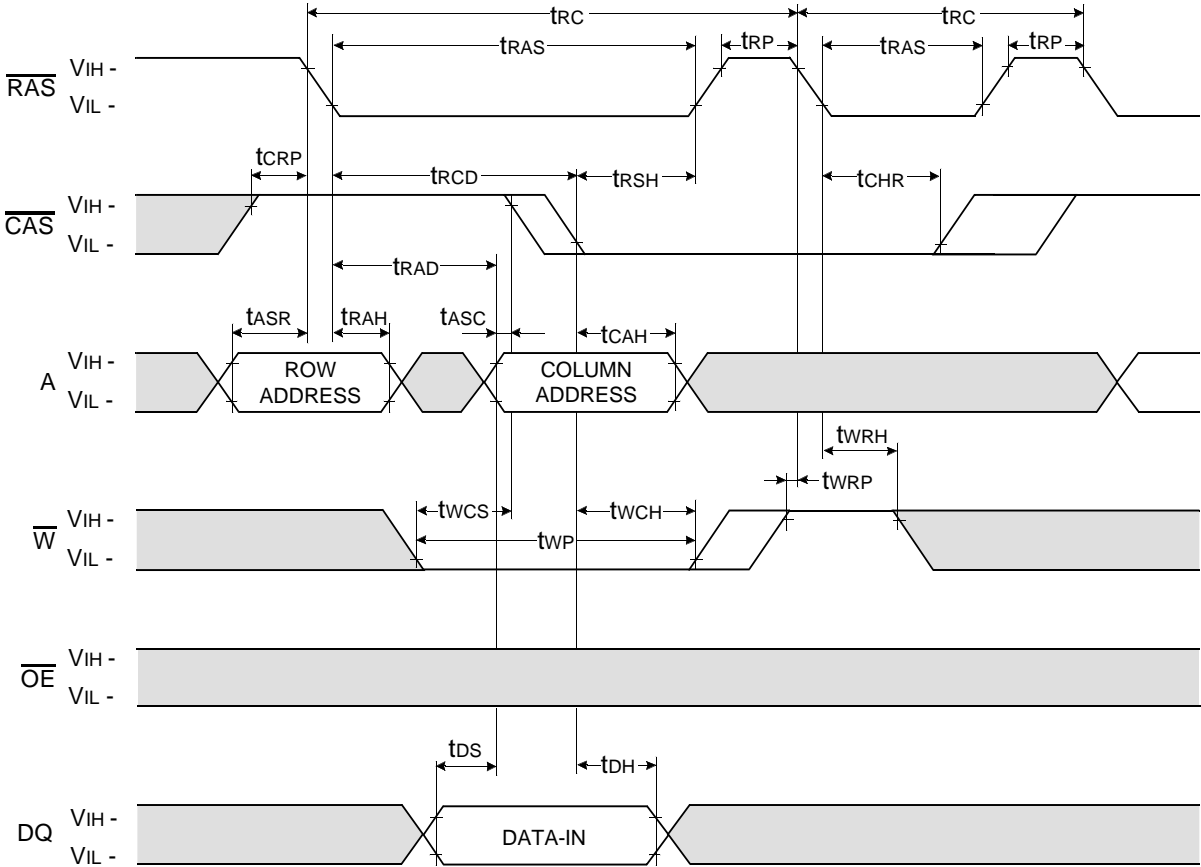 tRC tRC
tRAS tRP tRAS tRP
RAS VIH -
VIL -
tCRP tRCD tRSH tCHR
CAS VIH -
VIL -
tRAD
tASR tRAH tASC tCAH
A VIH -
VIL -
ROW
ADDRESS
COLUMN
ADDRESS
tWRH
tWRP
tWCS tWCH
W VIH -
VIL -
tWP
OE VIH -
VIL -
tDS tDH
DQ VIH -
VIL -
DATA-IN